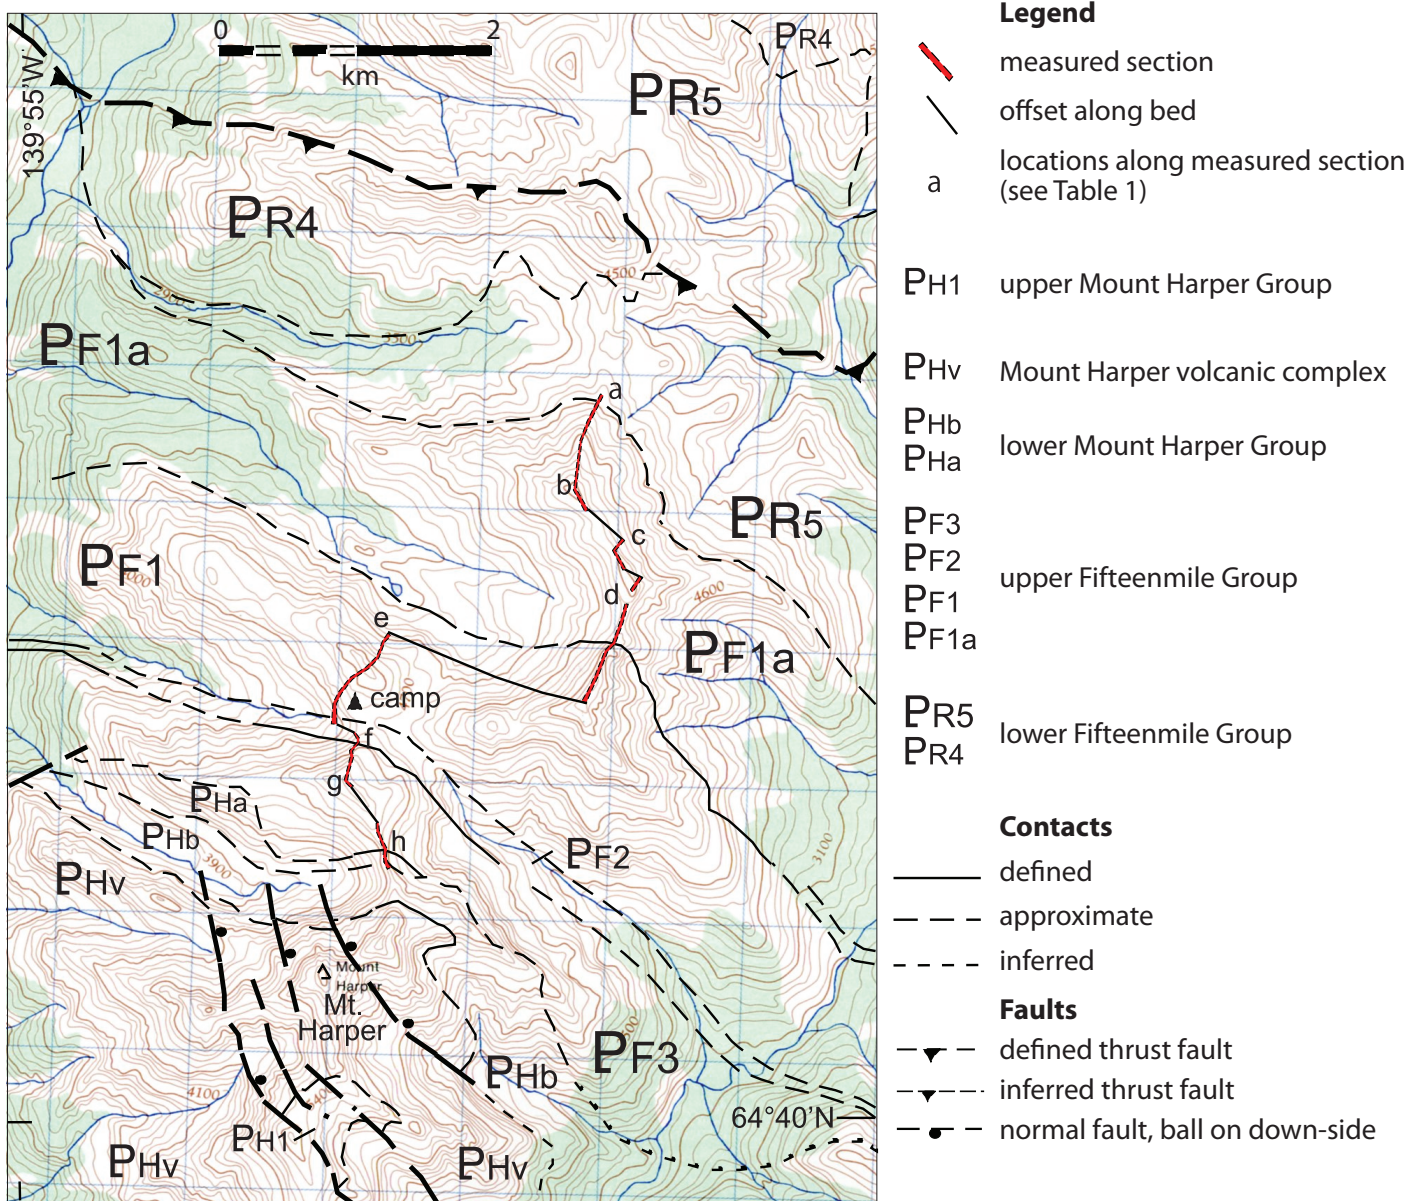 0 2
km
139°55'W
PR4
PR5
PR4
4500
2900
3500
PF1a
a
b
c
PR5
d
4600
PF1
e
PF1a
camp
f
g
PHa
PHb
h
3900
PF2
3100
PHv
Mount
Harper
Mt.
Harper
PF3
PHb
4100
64°40'N
PH1
PHv
PHv
Legend
measured section
offset along bed
a
locations along measured section
(see Table 1)
PH1 upper Mount Harper Group
PHv Mount Harper volcanic complex
PHb
PHa
lower Mount Harper Group
PF3
PF2
PF1
PF1a
upper Fifteenmile Group
PR5
PR4
lower Fifteenmile Group
Contacts
defined
approximate
inferred
Faults
defined thrust fault
inferred thrust fault
normal fault, ball on down-side